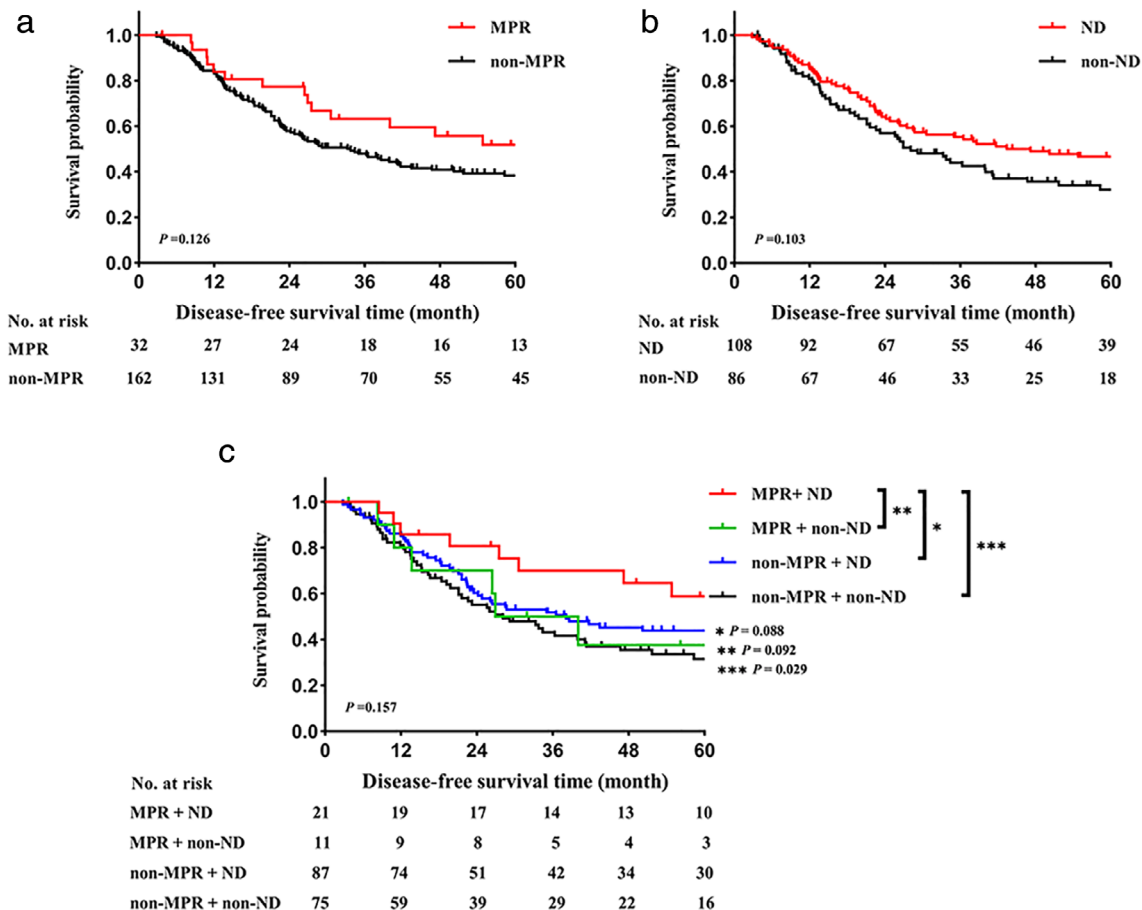 a
MPR
non-MPR
Survival probability
1.0
0.8
0.6
0.4
0.2
0.0
P =0.126
0 12 24 36 48 60
Disease-free survival time (month)
No. at risk
MPR 32 27 24 18 16 13
non-MPR 162 131 89 70 55 45
b
ND
non-ND
Survival probability
1.0
0.8
0.6
0.4
0.2
0.0
P =0.103
0 12 24 36 48 60
Disease-free survival time (month)
No. at risk
ND 108 92 67 55 46 39
non-ND 86 67 46 33 25 18
c
MPR+ ND
MPR + non-ND
non-MPR + ND
non-MPR + non-ND
**
*
***
* P = 0.088
** P = 0.092
*** P = 0.029
Survival probability
1.0
0.8
0.6
0.4
0.2
0.0
P =0.157
0 12 24 36 48 60
Disease-free survival time (month)
No. at risk
MPR + ND 21 19 17 14 13 10
MPR + non-ND 11 9 8 5 4 3
non-MPR + ND 87 74 51 42 34 30
non-MPR + non-ND 75 59 39 29 22 16